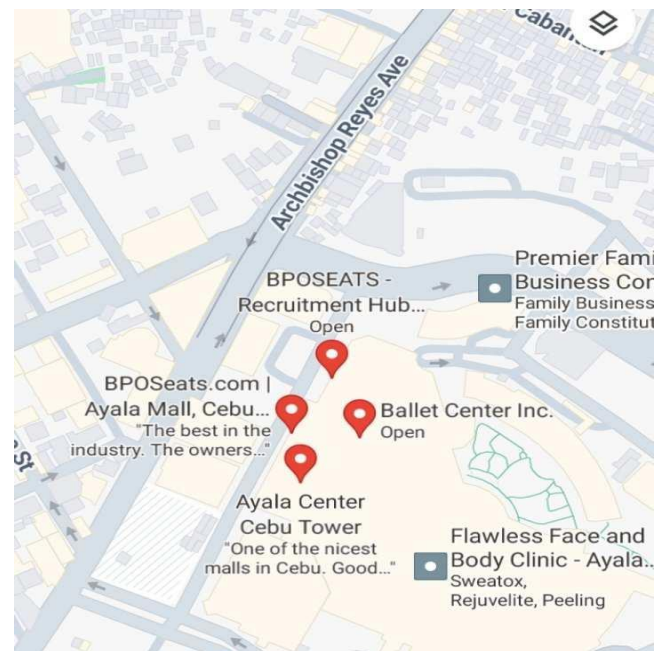 cabantan
Archbishop Reyes Ave
Premier Fami
Business Con
Family Business
Family Constitut
BPOSEATS -
Recruitment Hub...
Open
BPOSeats.com |
Ayala Mall, Cebu...
"The best in the
industry. The owners..."
Ballet Center Inc.
Open
St
Ayala Center
Cebu Tower
"One of the nicest
malls in Cebu. Good..."
Flawless Face and
Body Clinic - Ayala...
Sweatox,
Rejuvelite, Peeling